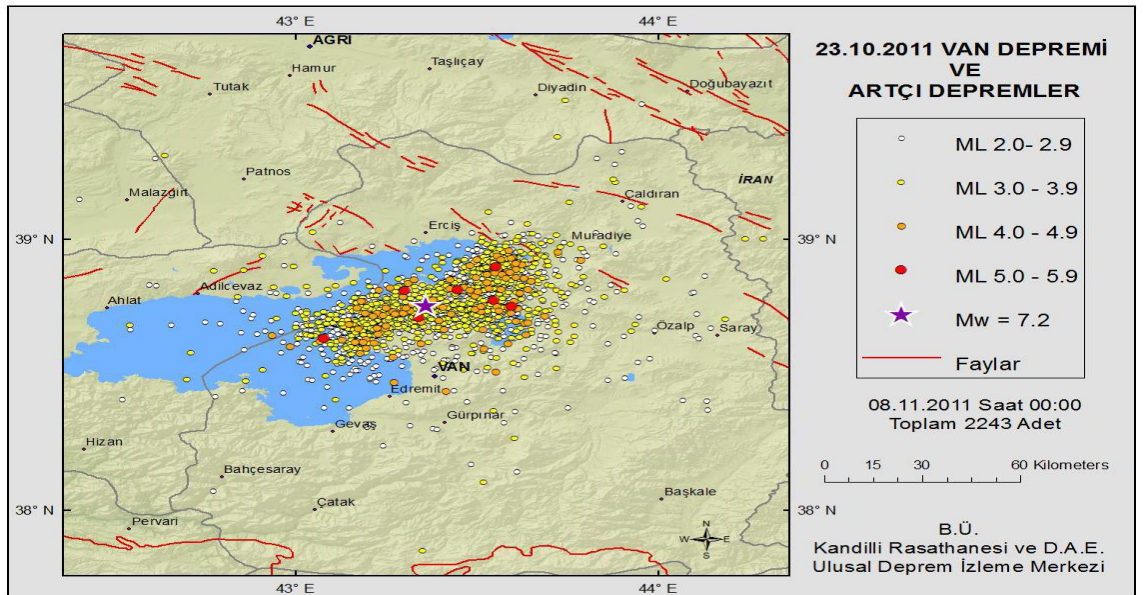 43° E
44° E
AGRI
Hamur
Taşlıçay
Tutak
Diyadin
Doğubayazıt
Patnos
Malazgirt
Çaldıran
İRAN
39° N
Erciş
Muradiye
39° N
Adilcevaz
Ahlat
Özalp
Saray
VAN
Edremit
Gürpınar
Gevaş
Hizan
Bahçesaray
Başkale
Çatak
38° N
Pervari
38° N
N
W
E
S
43° E
44° E
23.10.2011 VAN DEPREMİ
VE
ARTÇI DEPREMLER
ML 2.0- 2.9
ML 3.0 - 3.9
ML 4.0 - 4.9
ML 5.0 - 5.9
Mw = 7.2
Faylar
08.11.2011 Saat 00:00
Toplam 2243 Adet
0 15 30 60 Kilometers
B.Ü.
Kandilli Rasathanesi ve D.A.E.
Ulusal Deprem İzleme Merkezi